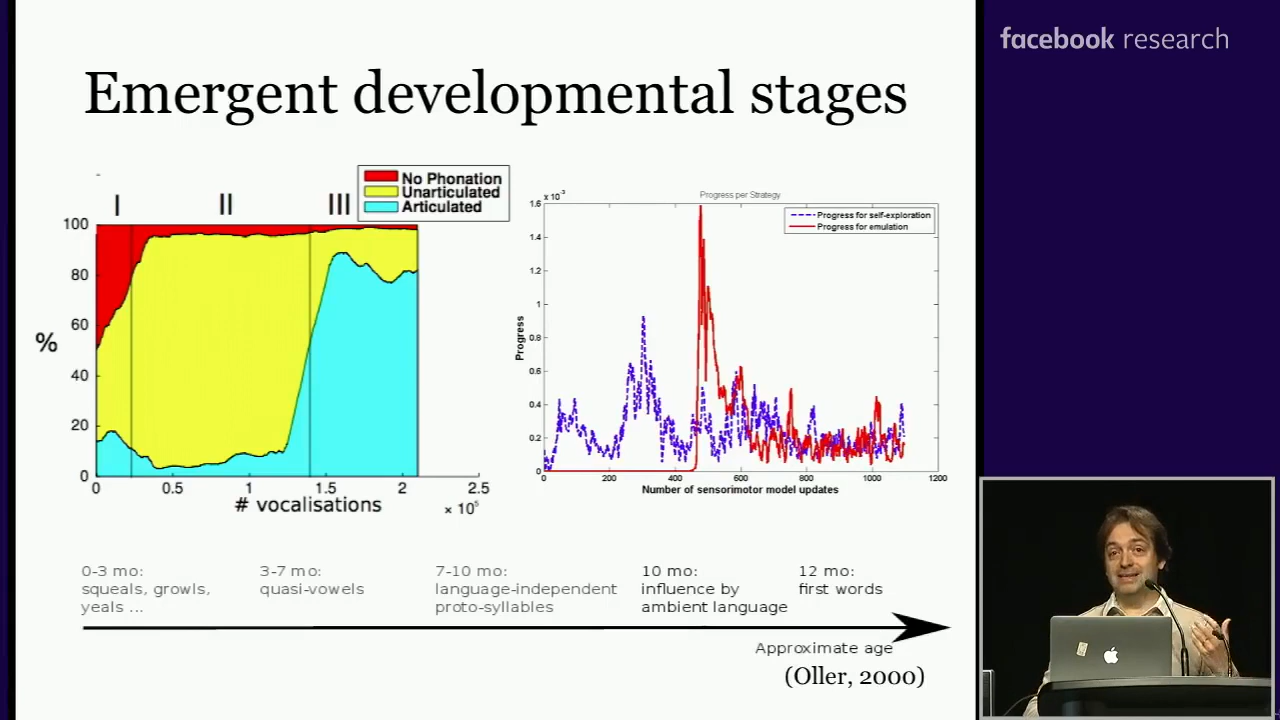 facebook research
Emergent developmental stages
I II III
No Phonation
Unarticulated
Articulated
100
80
60
40
20
0
%
0 0.5 1 1.5 2 2.5
# vocalisations
x 10⁵
Progress per Strategy
x 10⁻³
Progress for self-exploration
Progress for emulation
1.6
1.4
1.2
1
0.8
0.6
0.4
0.2
0
Progress
0 200 400 600 800 1000 1200
Number of sensorimotor model updates
0-3 mo:
squeals, growls,
yeals ...
3-7 mo:
quasi-vowels
7-10 mo:
language-independent
proto-syllables
10 mo:
influence by
ambient language
12 mo:
first words
Approximate age
(Oller, 2000)